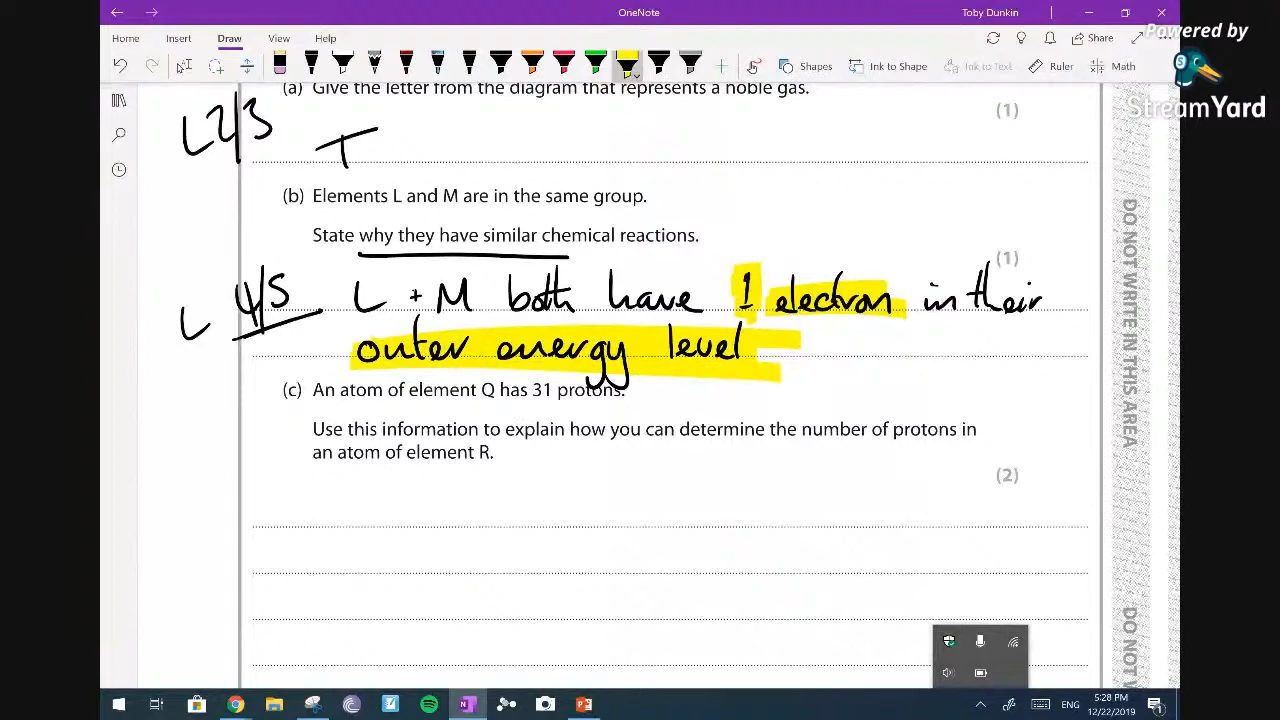 OneNote
Toby Dunkin
Powered by
StreamYard
Home Insert Draw View Help
Share
Shapes Ink to Shape Ink to Text Ruler Math
(a) Give the letter from the diagram that represents a noble gas.
(1)
L2/3
T
(b) Elements L and M are in the same group.
State why they have similar chemical reactions.
(1)
L 4/5
L + M both have 1 electron in their
outer energy level
(c) An atom of element Q has 31 protons.
Use this information to explain how you can determine the number of protons in
an atom of element R.
(2)
DO NOT WRITE IN THIS AREA
DO NOT W
ENG
5:28 PM
12/22/2019